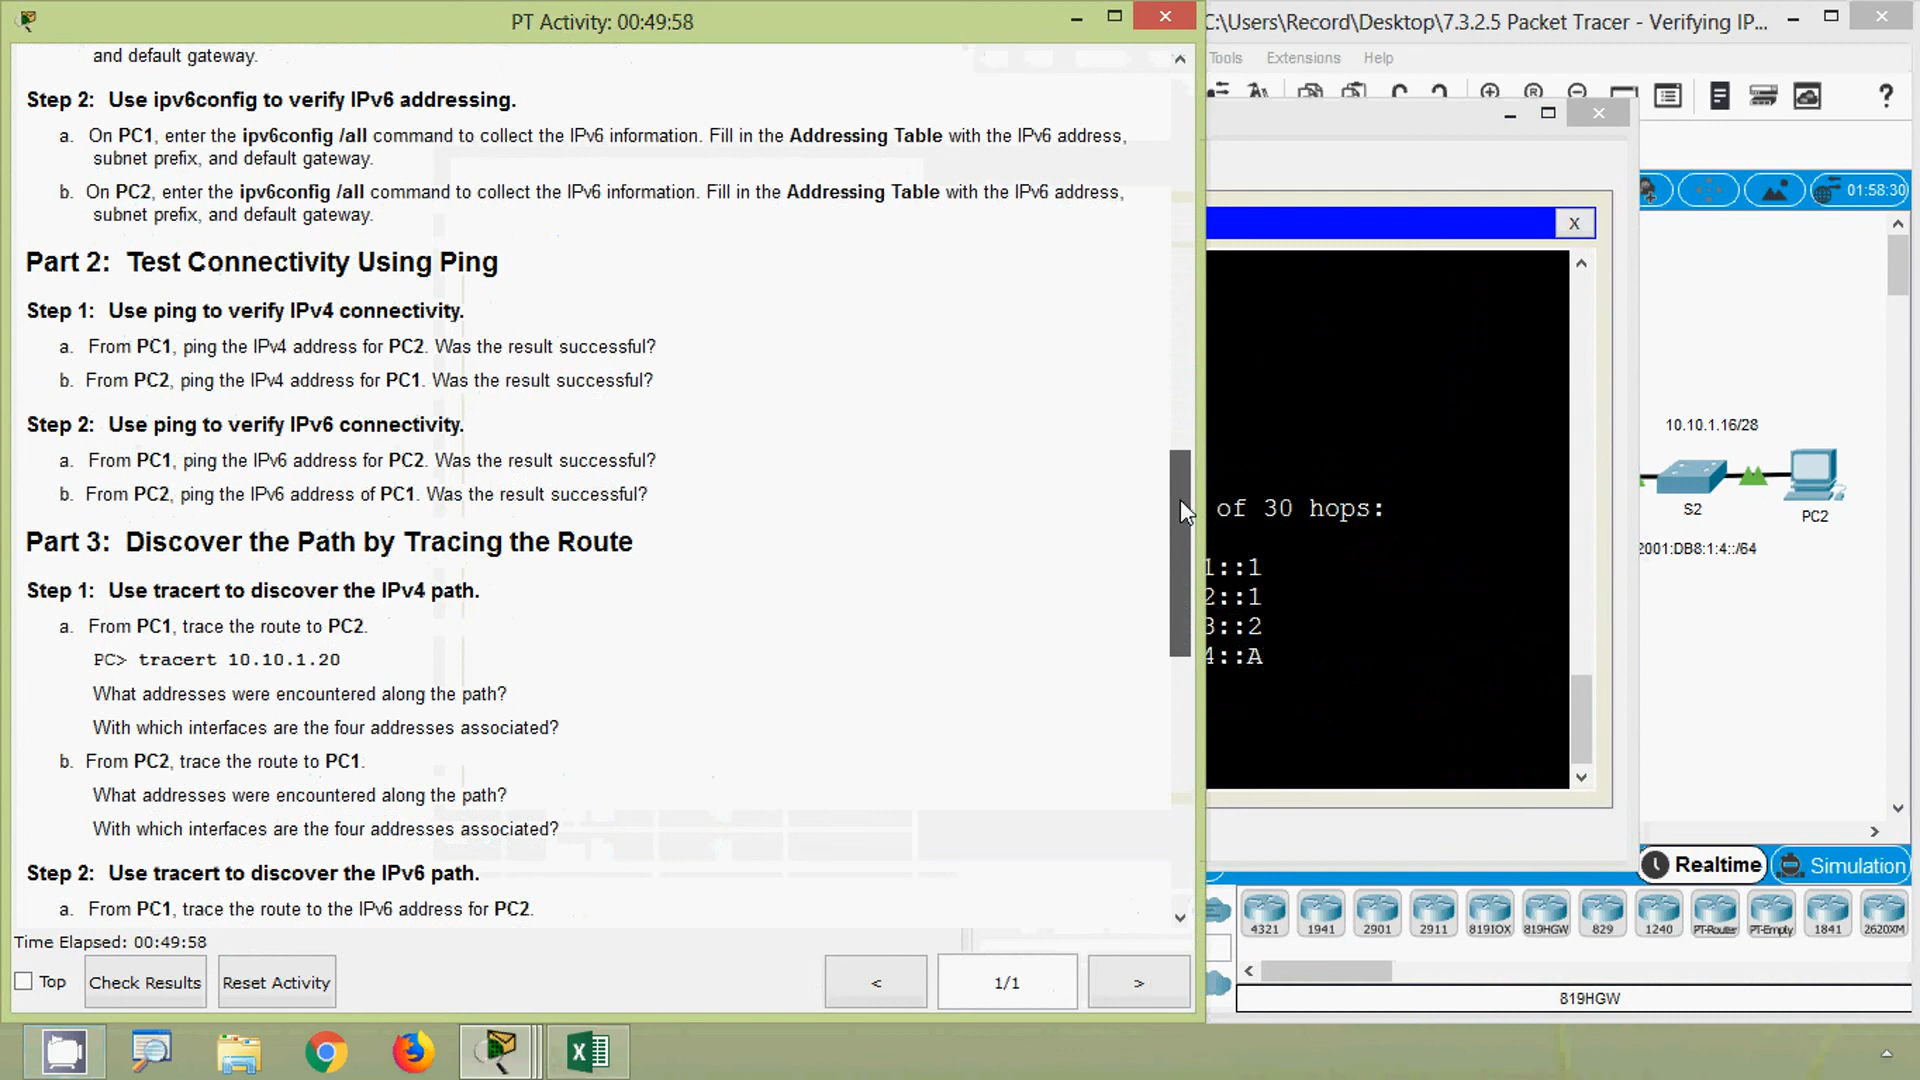 PT Activity: 00:49:58
C:\Users\Record\Desktop\7.3.2.5 Packet Tracer - Verifying IP...
Tools Extensions Help
and default gateway.
Step 2: Use ipv6config to verify IPv6 addressing.
a. On PC1, enter the ipv6config /all command to collect the IPv6 information. Fill in the Addressing Table with the IPv6 address,
subnet prefix, and default gateway.
b. On PC2, enter the ipv6config /all command to collect the IPv6 information. Fill in the Addressing Table with the IPv6 address,
subnet prefix, and default gateway.
Part 2: Test Connectivity Using Ping
Step 1: Use ping to verify IPv4 connectivity.
a. From PC1, ping the IPv4 address for PC2. Was the result successful?
b. From PC2, ping the IPv4 address for PC1. Was the result successful?
Step 2: Use ping to verify IPv6 connectivity.
a. From PC1, ping the IPv6 address for PC2. Was the result successful?
b. From PC2, ping the IPv6 address of PC1. Was the result successful?
Part 3: Discover the Path by Tracing the Route
Step 1: Use tracert to discover the IPv4 path.
a. From PC1, trace the route to PC2.
PC> tracert 10.10.1.20
What addresses were encountered along the path?
With which interfaces are the four addresses associated?
b. From PC2, trace the route to PC1.
What addresses were encountered along the path?
With which interfaces are the four addresses associated?
Step 2: Use tracert to discover the IPv6 path.
a. From PC1, trace the route to the IPv6 address for PC2.
Time Elapsed: 00:49:58
Top
Check Results
Reset Activity
<
1/1
>
01:58:30
X
of 30 hops:
1::1
2::1
3::2
4::A
10.10.1.16/28
S2
PC2
2001:DB8:1:4::/64
Realtime
Simulation
4321 1941 2901 2911 819IOX 819HGW 829 1240 PT-Router PT-Empty 1841 2620XM
819HGW